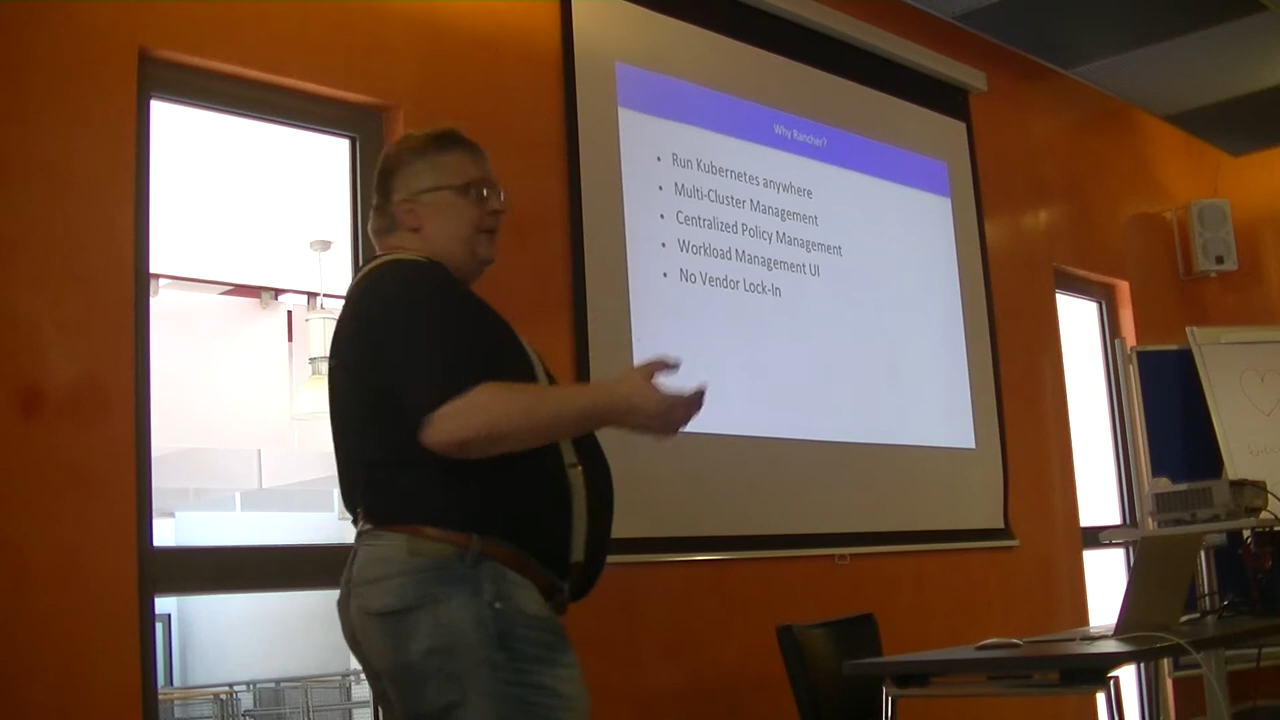 Why Rancher?
Run Kubernetes anywhere
Multi-Cluster Management
Centralized Policy Management
Workload Management UI
No Vendor Lock-In